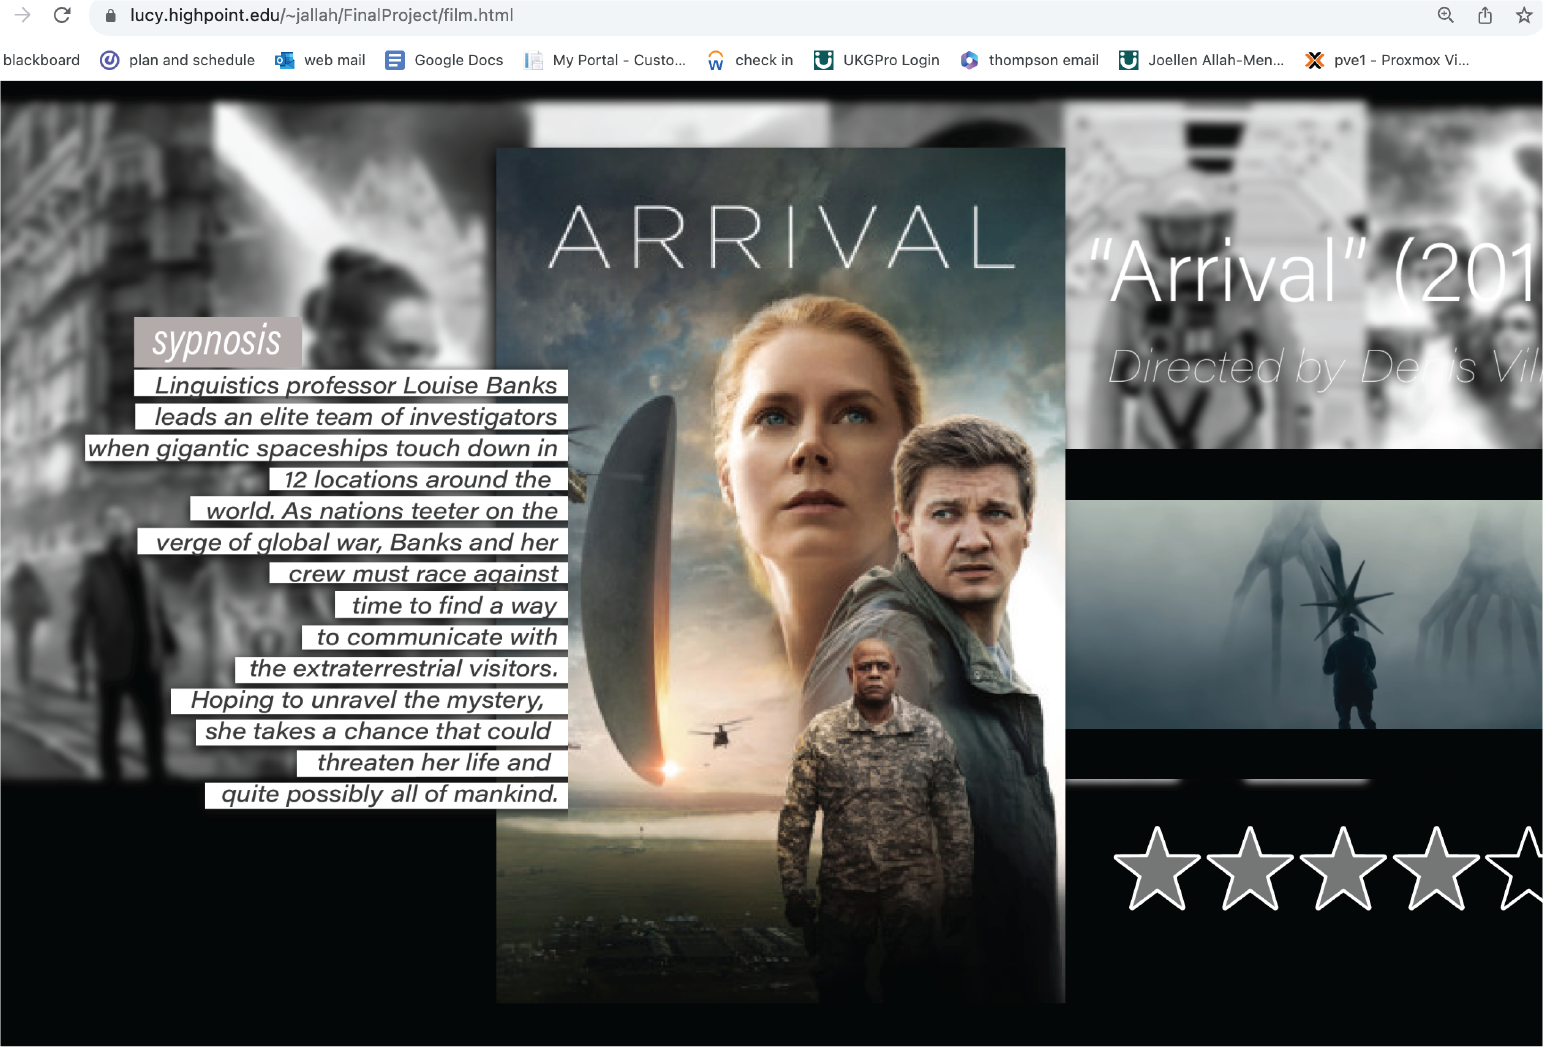 lucy.highpoint.edu/~jallah/FinalProject/film.html
blackboard plan and schedule web mail Google Docs My Portal - Custo... check in UKGPro Login thompson email Joellen Allah-Men... pve1 - Proxmox Vi...
ARRIVAL
“Arrival” (201
Directed by Denis Vil
sypnosis
Linguistics professor Louise Banks
leads an elite team of investigators
when gigantic spaceships touch down in
12 locations around the
world. As nations teeter on the
verge of global war, Banks and her
crew must race against
time to find a way
to communicate with
the extraterrestrial visitors.
Hoping to unravel the mystery,
she takes a chance that could
threaten her life and
quite possibly all of mankind.